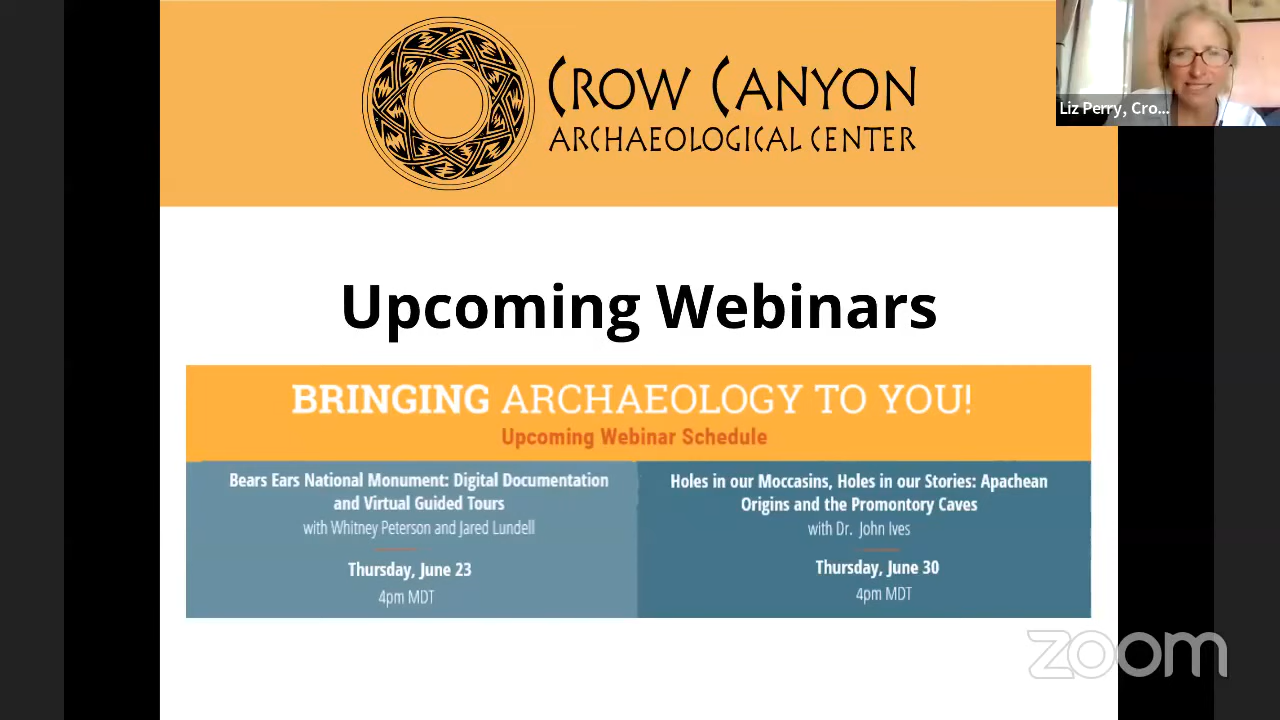 CROW CANYON
ARCHAEOLOGICAL CENTER
Liz Perry, Cro...
Upcoming Webinars
BRINGING ARCHAEOLOGY TO YOU!
Upcoming Webinar Schedule
Bears Ears National Monument: Digital Documentation
and Virtual Guided Tours
with Whitney Peterson and Jared Lundell
Thursday, June 23
4pm MDT
Holes in our Moccasins, Holes in our Stories: Apachean
Origins and the Promontory Caves
with Dr. John Ives
Thursday, June 30
4pm MDT
zoom